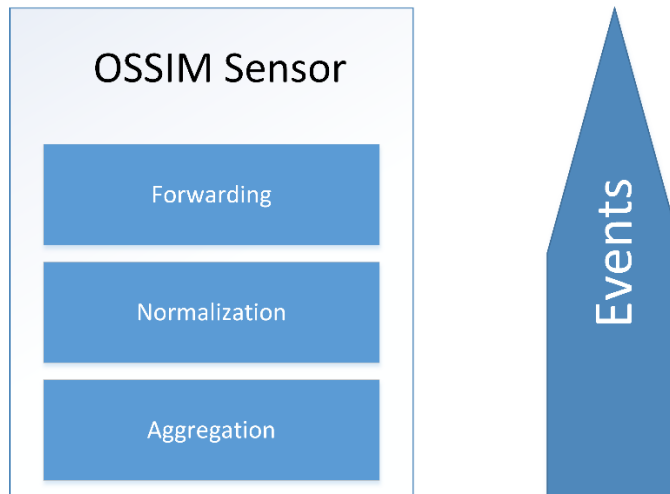 OSSIM Sensor
Forwarding
Normalization
Aggregation
Events